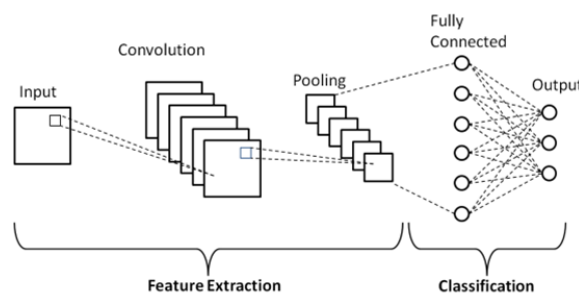 Fully
Connected
Convolution
Pooling
Input
Output
Feature Extraction
Classification